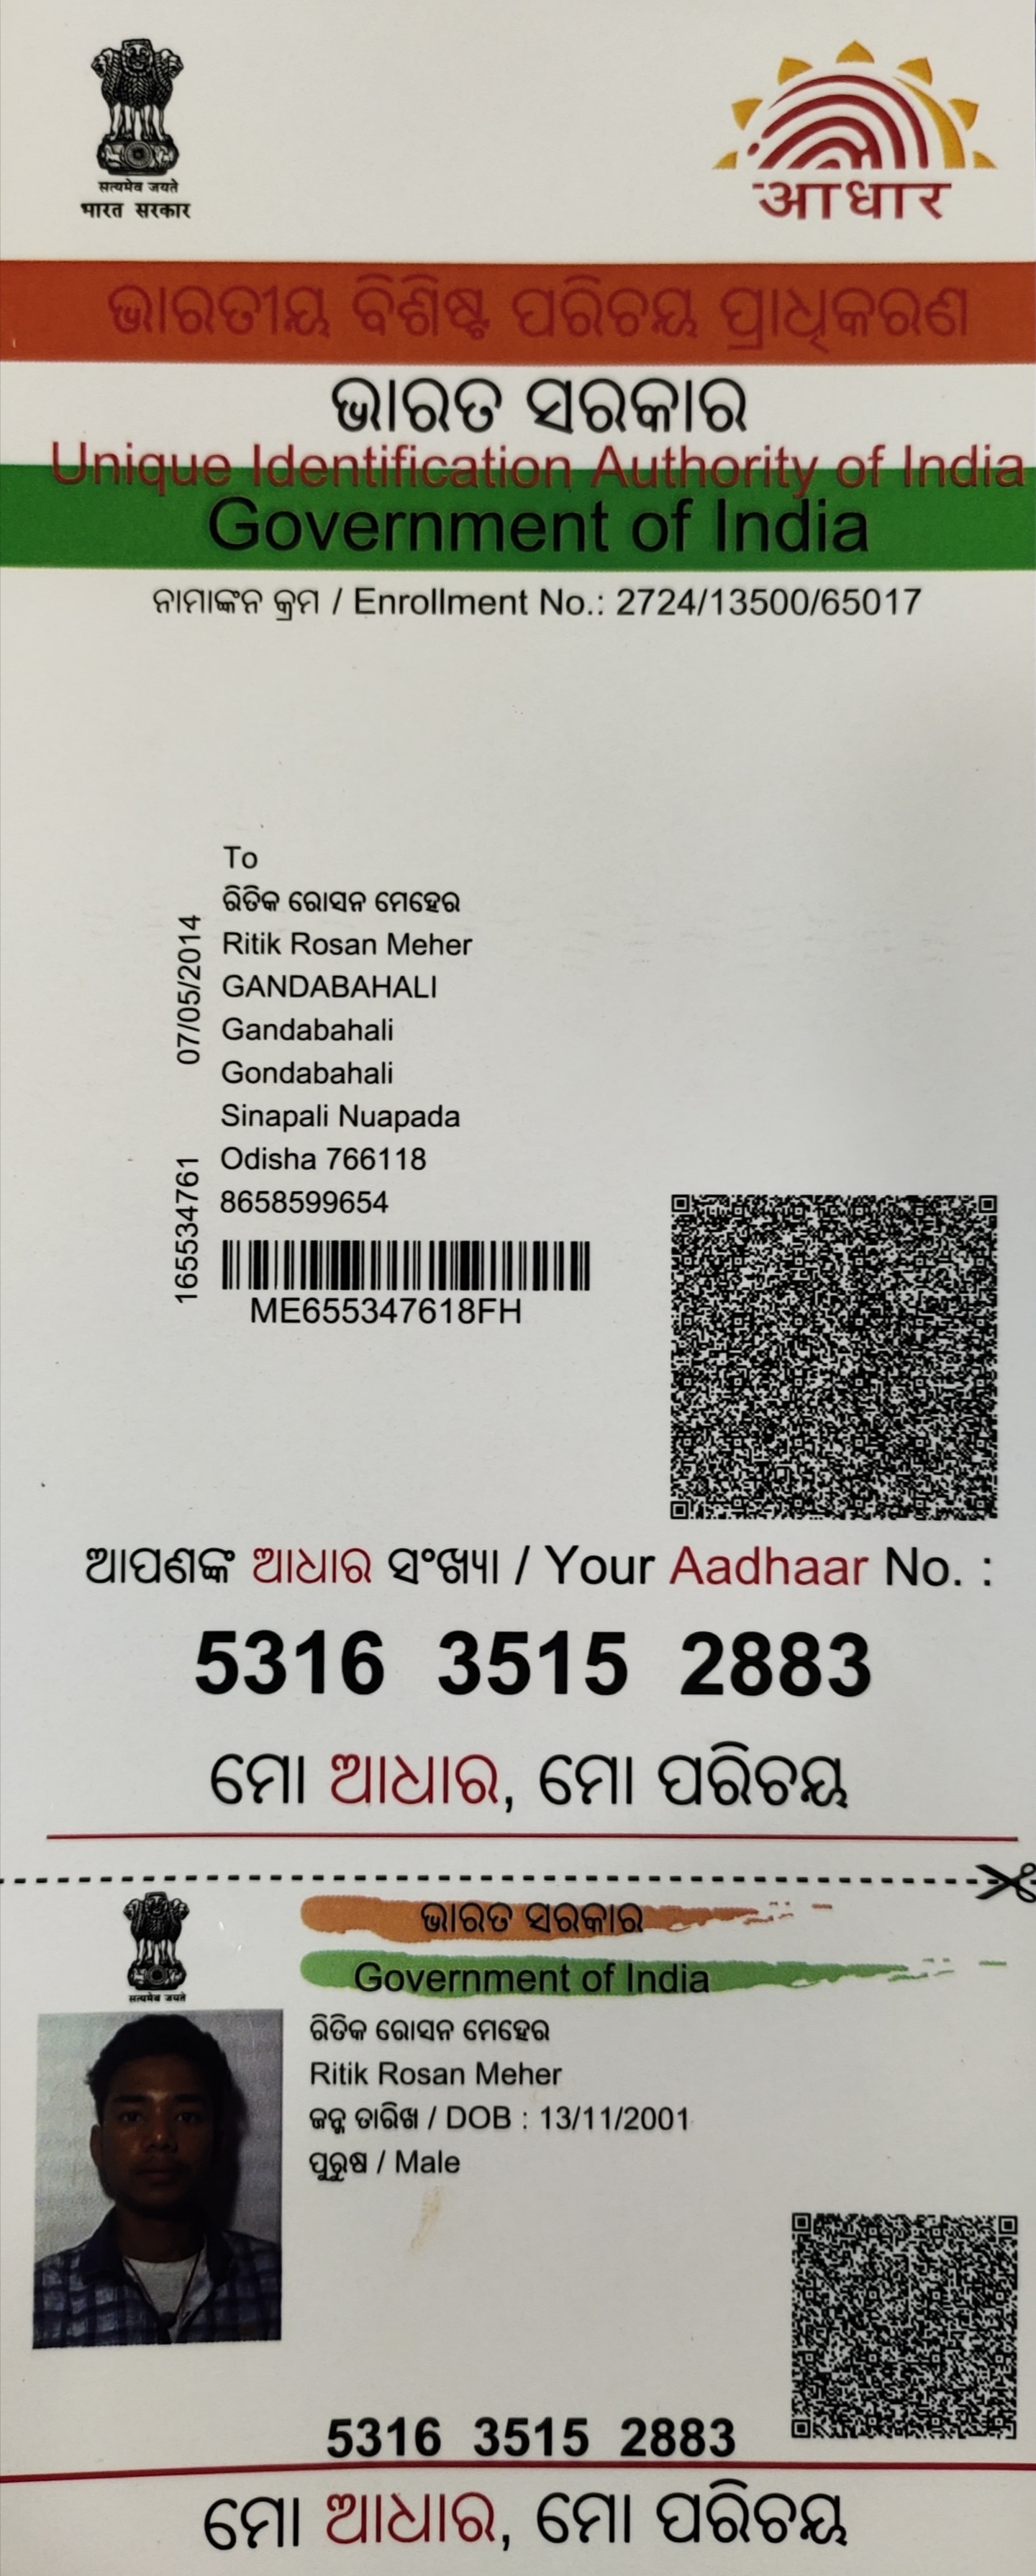 सत्यमेव जयते
भारत सरकार
आधार
ଭାରତୀୟ ବିଶିଷ୍ଟ ପରିଚୟ ପ୍ରାଧିକରଣ
ଭାରତ ସରକାର
Unique Identification Authority of India
Government of India
ନାମାଙ୍କନ କ୍ରମ / Enrollment No.: 2724/13500/65017
To
ରିତିକ ରୋସନ ମେହେର
Ritik Rosan Meher
GANDABAHALI
Gandabahali
Gondabahali
Sinapali Nuapada
Odisha 766118
8658599654
07/05/2014
165534761
ME655347618FH
ଆପଣଙ୍କ ଆଧାର ସଂଖ୍ୟା / Your Aadhaar No. :
5316 3515 2883
ମୋ ଆଧାର, ମୋ ପରିଚୟ
सत्यमेव जयते
ଭାରତ ସରକାର
Government of India
ରିତିକ ରୋସନ ମେହେର
Ritik Rosan Meher
ଜନ୍ମ ତାରିଖ / DOB : 13/11/2001
ପୁରୁଷ / Male
5316 3515 2883
ମୋ ଆଧାର, ମୋ ପରିଚୟ